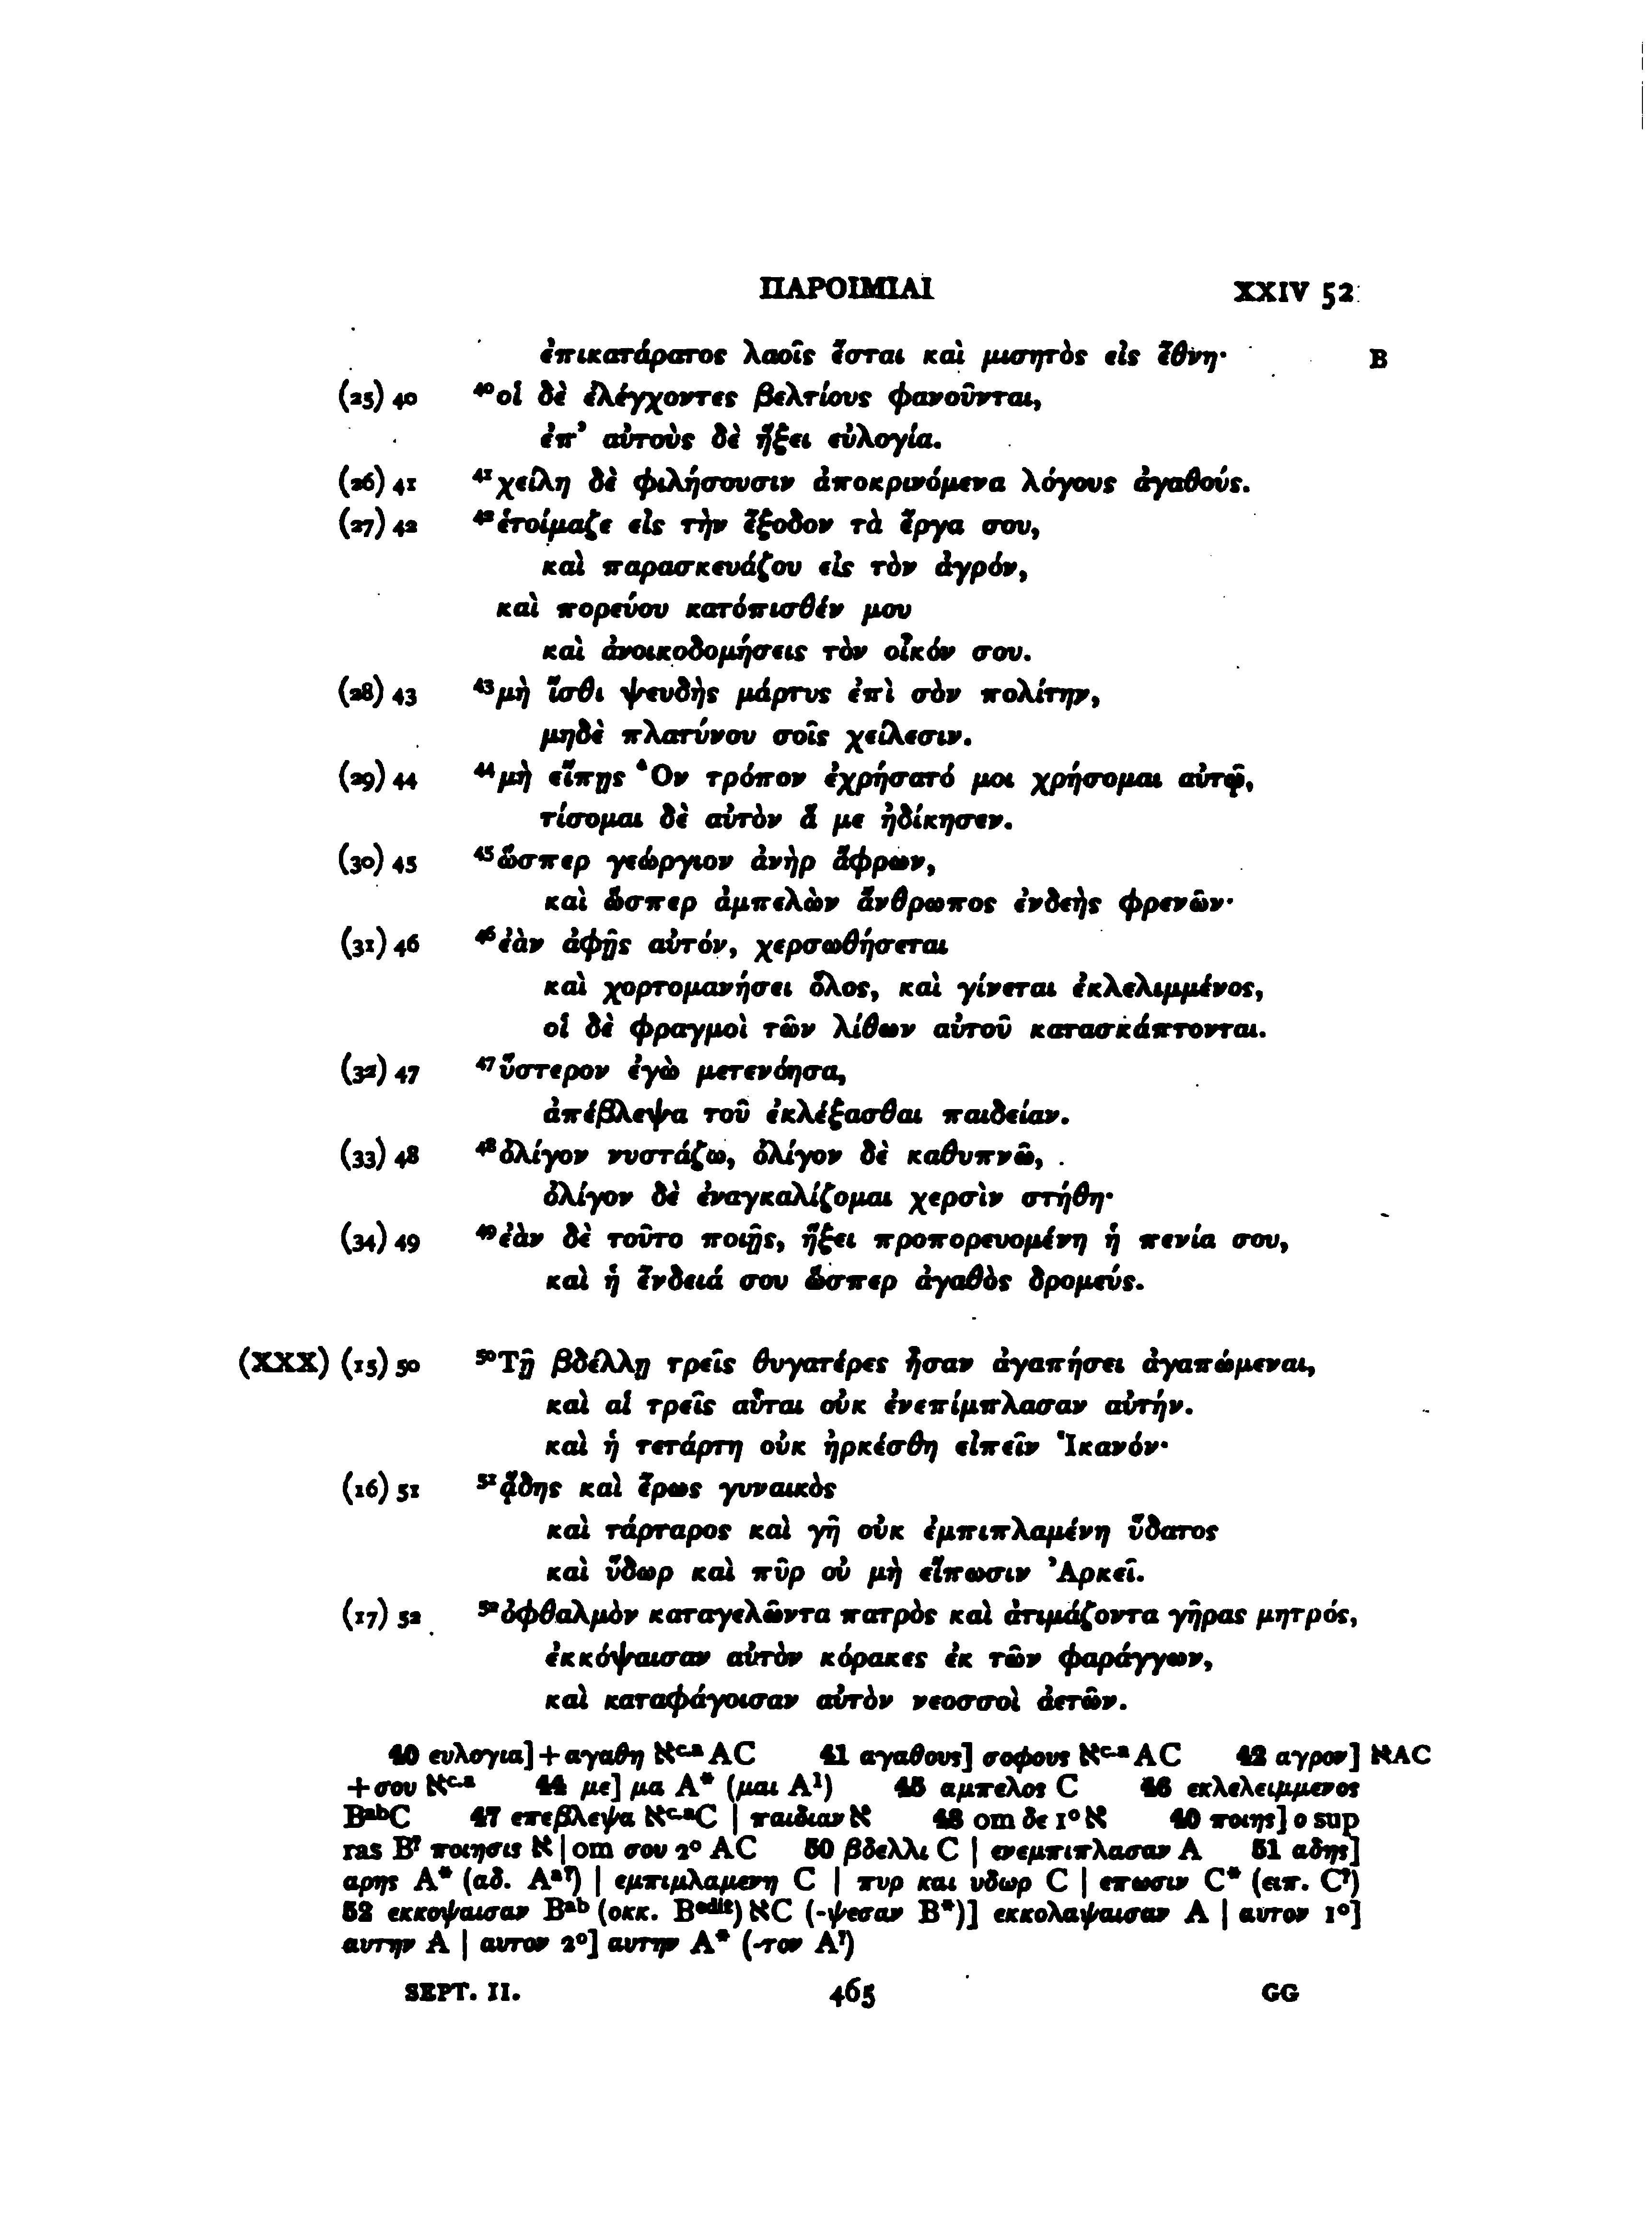 ΠΑΡΟΙΜΙΑΙ XXIV 52
ἐπικατάρατος λαοῖς ἔσται καὶ μισητὸς εἰς ἔθνη· B
(25) 40 ⁴⁰οἱ δὲ ἐλέγχοντες βελτίους φανοῦνται,
ἐπ’ αὐτοὺς δὲ ἥξει εὐλογία.
(26) 41 ⁴¹χείλη δὲ φιλήσουσιν ἀποκρινόμενα λόγους ἀγαθούς.
(27) 42 ⁴²ἑτοίμαζε εἰς τὴν ἔξοδον τὰ ἔργα σου,
καὶ παρασκευάζου εἰς τὸν ἀγρόν,
καὶ πορεύου κατόπισθέν μου
καὶ ἀνοικοδομήσεις τὸν οἶκόν σου.
(28) 43 ⁴³μὴ ἴσθι ψευδὴς μάρτυς ἐπὶ σὸν πολίτην,
μηδὲ πλατύνου σοῖς χείλεσιν.
(29) 44 ⁴⁴μὴ εἴπῃς Ὃν τρόπον ἐχρήσατό μοι χρήσομαι αὐτῷ,
τίσομαι δὲ αὐτὸν ἅ με ἠδίκησεν.
(30) 45 ⁴⁵ὥσπερ γεώργιον ἀνὴρ ἄφρων,
καὶ ὥσπερ ἀμπελὼν ἄνθρωπος ἐνδεὴς φρενῶν·
(31) 46 ⁴⁶ἐὰν ἀφῇς αὐτόν, χερσωθήσεται
καὶ χορτομανήσει ὅλος, καὶ γίνεται ἐκλελιμμένος,
οἱ δὲ φραγμοὶ τῶν λίθων αὐτοῦ κατασκάπτονται.
(32) 47 ⁴⁷ὕστερον ἐγὼ μετενόησα,
ἀπέβλεψα τοῦ ἐκλέξασθαι παιδείαν.
(33) 48 ⁴⁸ὀλίγον νυστάζω, ὀλίγον δὲ καθυπνῶ,
ὀλίγον δὲ ἐναγκαλίζομαι χερσὶν στήθη·
(34) 49 ⁴⁹ἐὰν δὲ τοῦτο ποιῇς, ἥξει προπορευομένη ἡ πενία σου,
καὶ ἡ ἔνδειά σου ὥσπερ ἀγαθὸς δρομεύς.
(XXX) (15) 50 ⁵⁰Τῇ βδέλλῃ τρεῖς θυγατέρες ἦσαν ἀγαπήσει ἀγαπώμεναι,
καὶ αἱ τρεῖς αὗται οὐκ ἐνεπίμπλασαν αὐτήν.
καὶ ἡ τετάρτη οὐκ ἠρκέσθη εἰπεῖν Ἱκανόν·
(16) 51 ⁵¹ᾅδης καὶ ἔρως γυναικὸς
καὶ τάρταρος καὶ γῆ οὐκ ἐμπιπλαμένη ὕδατος
καὶ ὕδωρ καὶ πῦρ οὐ μὴ εἴπωσιν Ἀρκεῖ.
(17) 52 ⁵²ὀφθαλμὸν καταγελῶντα πατρὸς καὶ ἀτιμάζοντα γῆρας μητρός,
ἐκκόψαισαν αὐτὸν κόρακες ἐκ τῶν φαράγγων,
καὶ καταφάγοισαν αὐτὸν νεοσσοὶ ἀετῶν.
40 ευλογια] + αγαθη ℵᶜ·ᵃ AC 41 αγαθους] σοφους ℵᶜ·ᵃ AC 42 αγρον] ℵAC
+ σου ℵᶜ·ᵃ 44 με] μα A* (μαι A¹) 45 αμπελος C 46 εκλελειμμενος
BᵃᵇC 47 επεβλεψα ℵᶜ·ᵃC | παιδιαν ℵ 48 om δε 1° ℵ 49 ποιης] ο sup
ras B? ποιησις ℵ | om σου 2° AC 50 βδελλι C | ενεμπιπλασαν A 51 αδης]
αρης A* (αδ. Aᵃ?) | εμπιμλαμενη C | πυρ και υδωρ C | επωσιν C* (ειπ. C?)
52 εκκοψαισαν Bᵃᵇ (οκκ. Bᵉᵈⁱᵗ) ℵC (-ψεσαν B*)] εκκολαψαισαν A | αυτον 1°]
αυτην A | αυτον 2°] αυτην A* (-τον A?)
SEPT. II. 465 GG